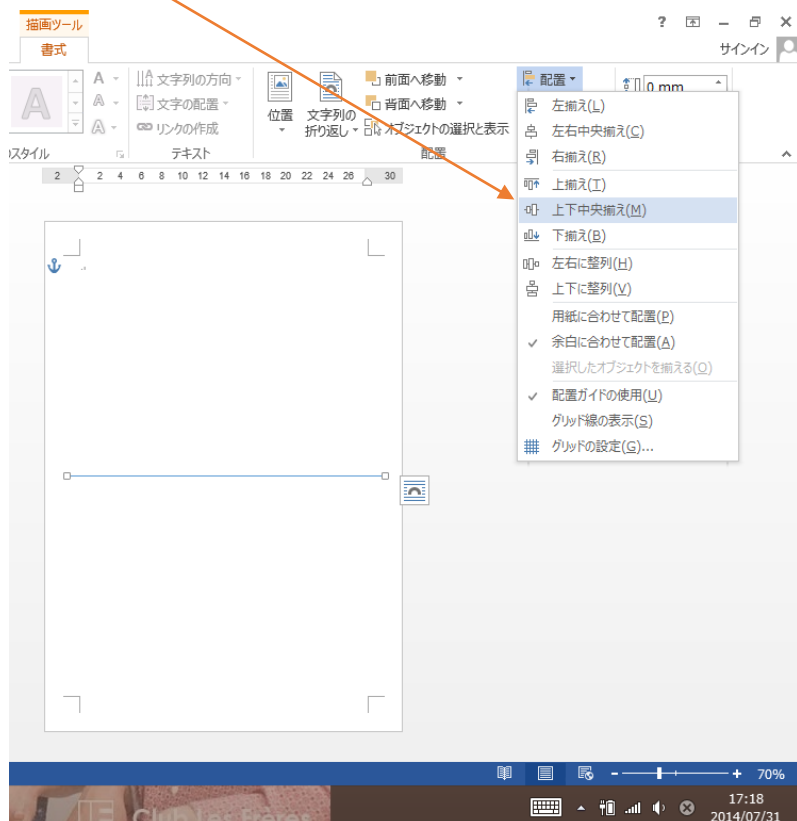 描画ツール
?
書式
サインイン
A
A 文字列の方向
A
文字の配置
A
リンクの作成
スタイル
テキスト
位置
文字列の
折り返し
前面へ移動
背面へ移動
オブジェクトの選択と表示
配置
配置
0 mm
左揃え(L)
左右中央揃え(C)
右揃え(R)
上揃え(T)
上下中央揃え(M)
下揃え(B)
左右に整列(H)
上下に整列(V)
用紙に合わせて配置(P)
余白に合わせて配置(A)
選択したオブジェクトを揃える(O)
配置ガイドの使用(U)
グリッド線の表示(S)
グリッドの設定(G)...
2 2 4 6 8 10 12 14 16 18 20 22 24 26 30
70%
17:18
2014/07/31